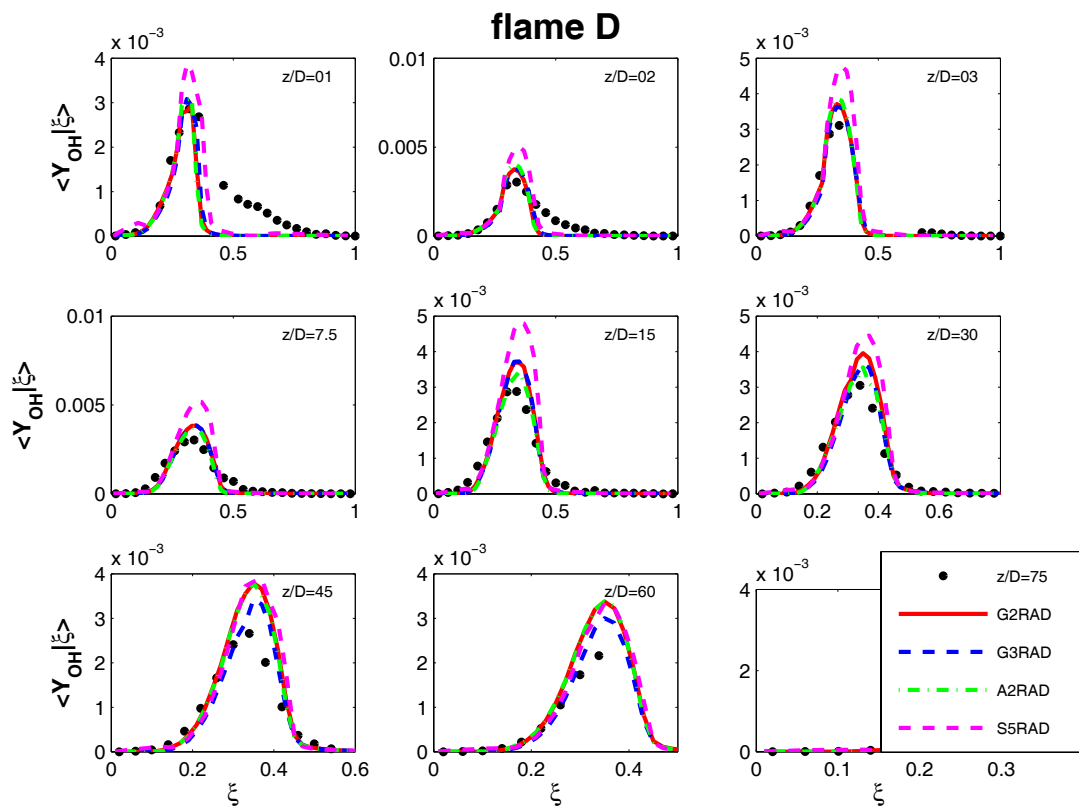 flame D
x 10⁻³
z/D=01
4
3
2
1
0
0
0.5
1
<Y_OH|ξ>
z/D=02
0.01
0.005
0
0
0.5
1
x 10⁻³
z/D=03
5
4
3
2
1
0
0
0.5
1
z/D=7.5
0.01
0.005
0
0
0.5
1
<Y_OH|ξ>
x 10⁻³
z/D=15
5
4
3
2
1
0
0
0.5
1
x 10⁻³
z/D=30
5
4
3
2
1
0
0
0.2
0.4
0.6
x 10⁻³
z/D=45
4
3
2
1
0
0
0.2
0.4
0.6
<Y_OH|ξ>
ξ
x 10⁻³
z/D=60
4
3
2
1
0
0
0.2
0.4
ξ
x 10⁻³
4
2
0
0
0.1
0.2
0.3
ξ
z/D=75
G2RAD
G3RAD
A2RAD
S5RAD